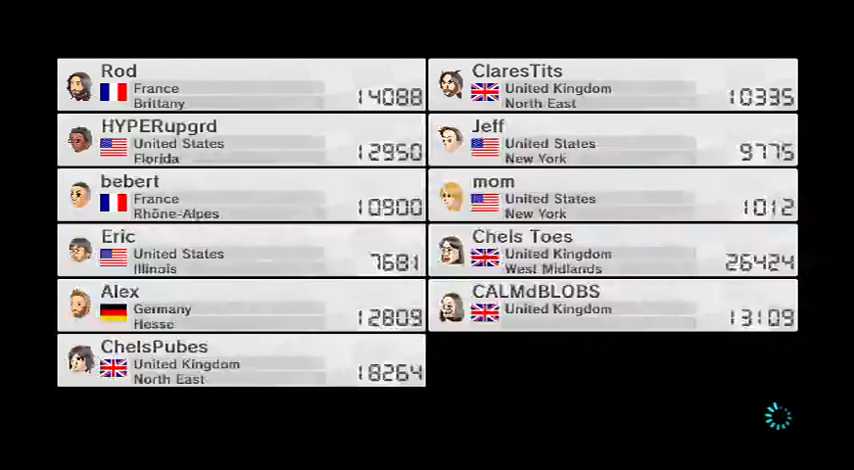 Rod
France
Brittany
14088
HYPERupgrd
United States
Florida
12950
bebert
France
Rhône-Alpes
10900
Eric
United States
Illinois
7681
Alex
Germany
Hesse
12809
ChelsPubes
United Kingdom
North East
18264
ClaresTits
United Kingdom
North East
10335
Jeff
United States
New York
9775
mom
United States
New York
1012
Chels Toes
United Kingdom
West Midlands
26424
CALMdBLOBS
United Kingdom
13109